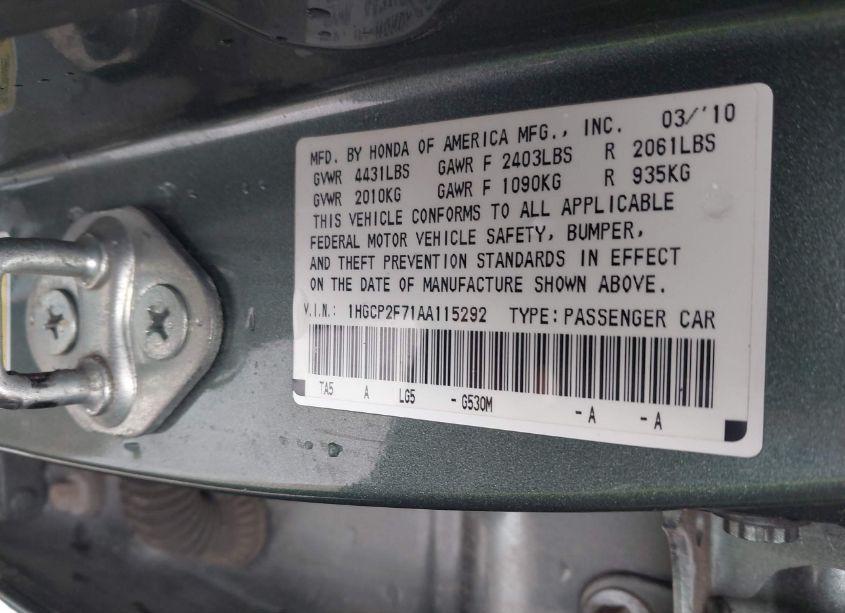 MFD. BY HONDA OF AMERICA MFG., INC. 03/'10
GVWR 4431LBS GAWR F 2403LBS R 2061LBS
GVWR 2010KG GAWR F 1090KG R 935KG
THIS VEHICLE CONFORMS TO ALL APPLICABLE
FEDERAL MOTOR VEHICLE SAFETY, BUMPER,
AND THEFT PREVENTION STANDARDS IN EFFECT
ON THE DATE OF MANUFACTURE SHOWN ABOVE.
V.I.N.: 1HGCP2F71AA115292 TYPE:PASSENGER CAR
TA5 A LG5 -G530M -A -A